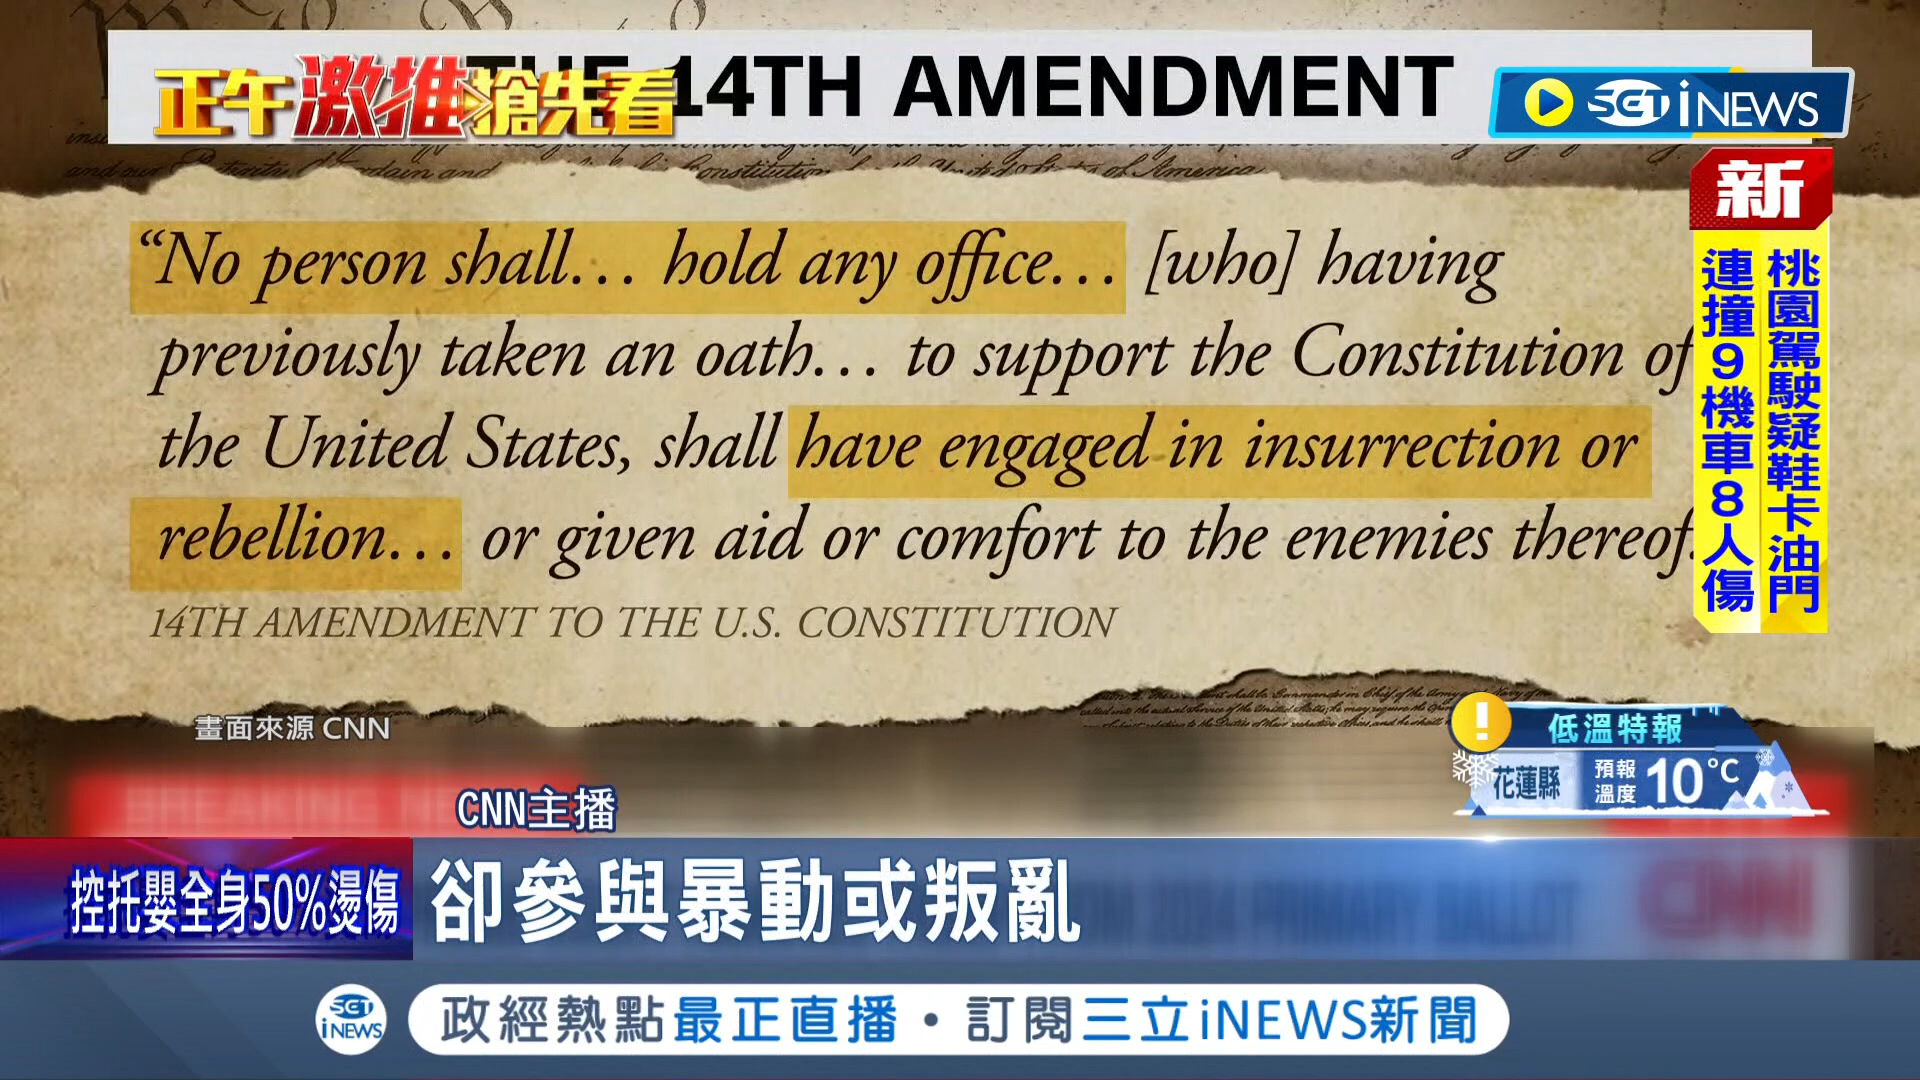 THE 14TH AMENDMENT
正午激推搶先看
SET iNEWS
新
桃園駕駛疑鞋卡油門
連撞9機車8人傷
“No person shall… hold any office… [who] having
previously taken an oath… to support the Constitution of
the United States, shall have engaged in insurrection or
rebellion… or given aid or comfort to the enemies thereof.
14TH AMENDMENT TO THE U.S. CONSTITUTION
畫面來源 CNN
低溫特報
花蓮縣
預報溫度 10°C
CNN主播
控托嬰全身50%燙傷
卻參與暴動或叛亂
SET iNEWS
政經熱點最正直播・訂閱三立iNEWS新聞